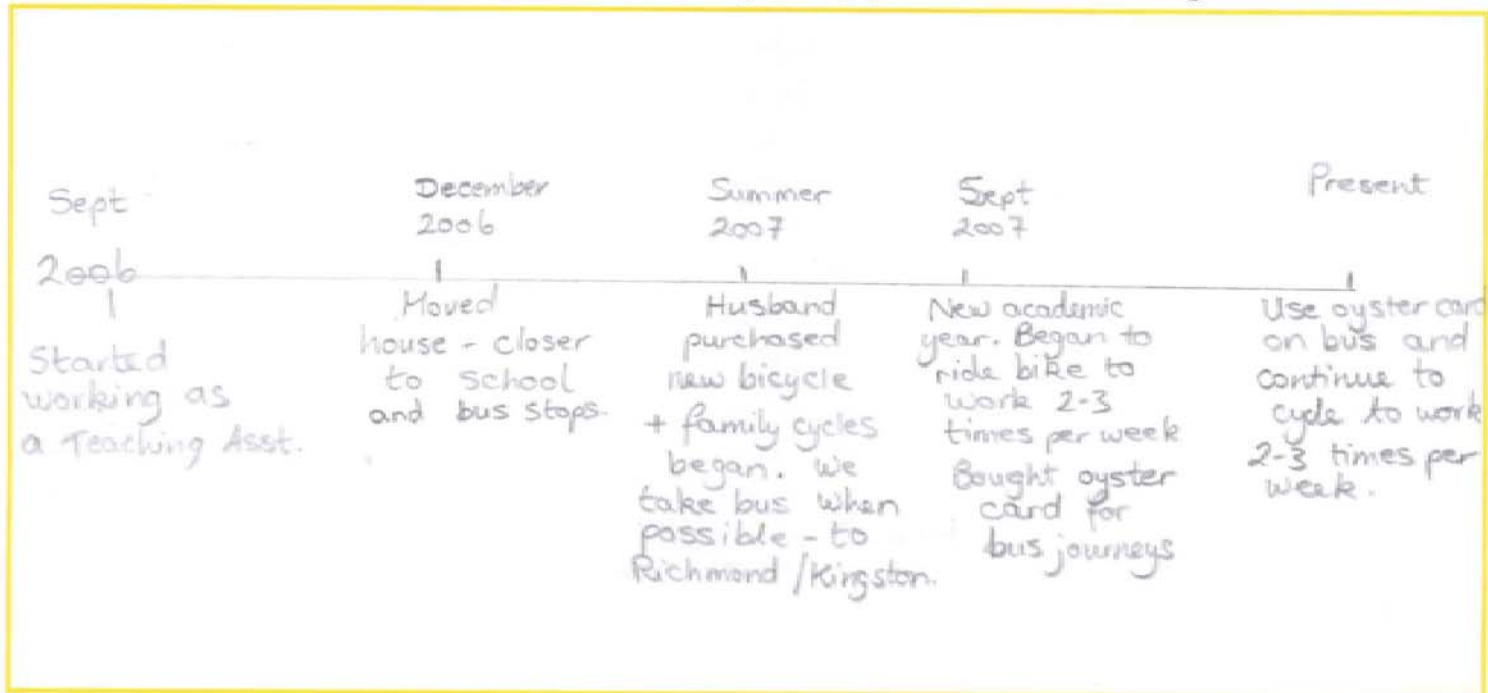 Sept
2006
Started
working as
a Teaching Asst.
December
2006
Moved
house - closer
to school
and bus stops.
Summer
2007
Husband
purchased
new bicycle
+ family cycles
began. we
take bus when
possible - to
Richmond / Kingston.
Sept
2007
New academic
year. Began to
ride bike to
work 2-3
times per week
Bought oyster
card for
bus journeys
Present
Use oyster card
on bus and
continue to
cycle to work
2-3 times per
week.